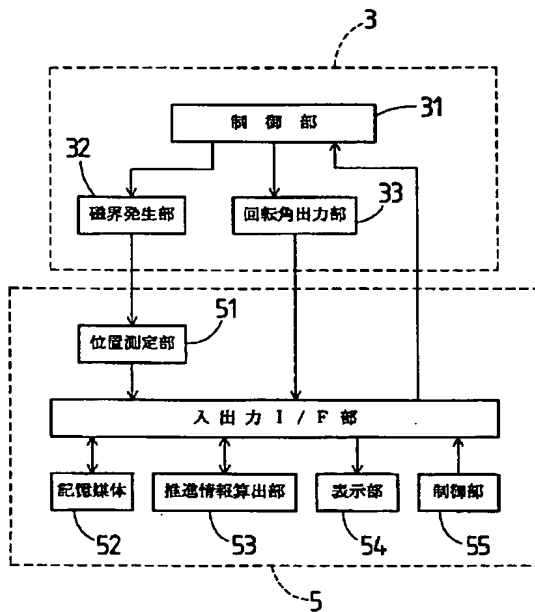 3
制御部
31
32
磁界発生部
回転角出力部
33
51
位置測定部
入出力I/F部
記憶媒体
推進情報算出部
表示部
制御部
52
53
54
55
5